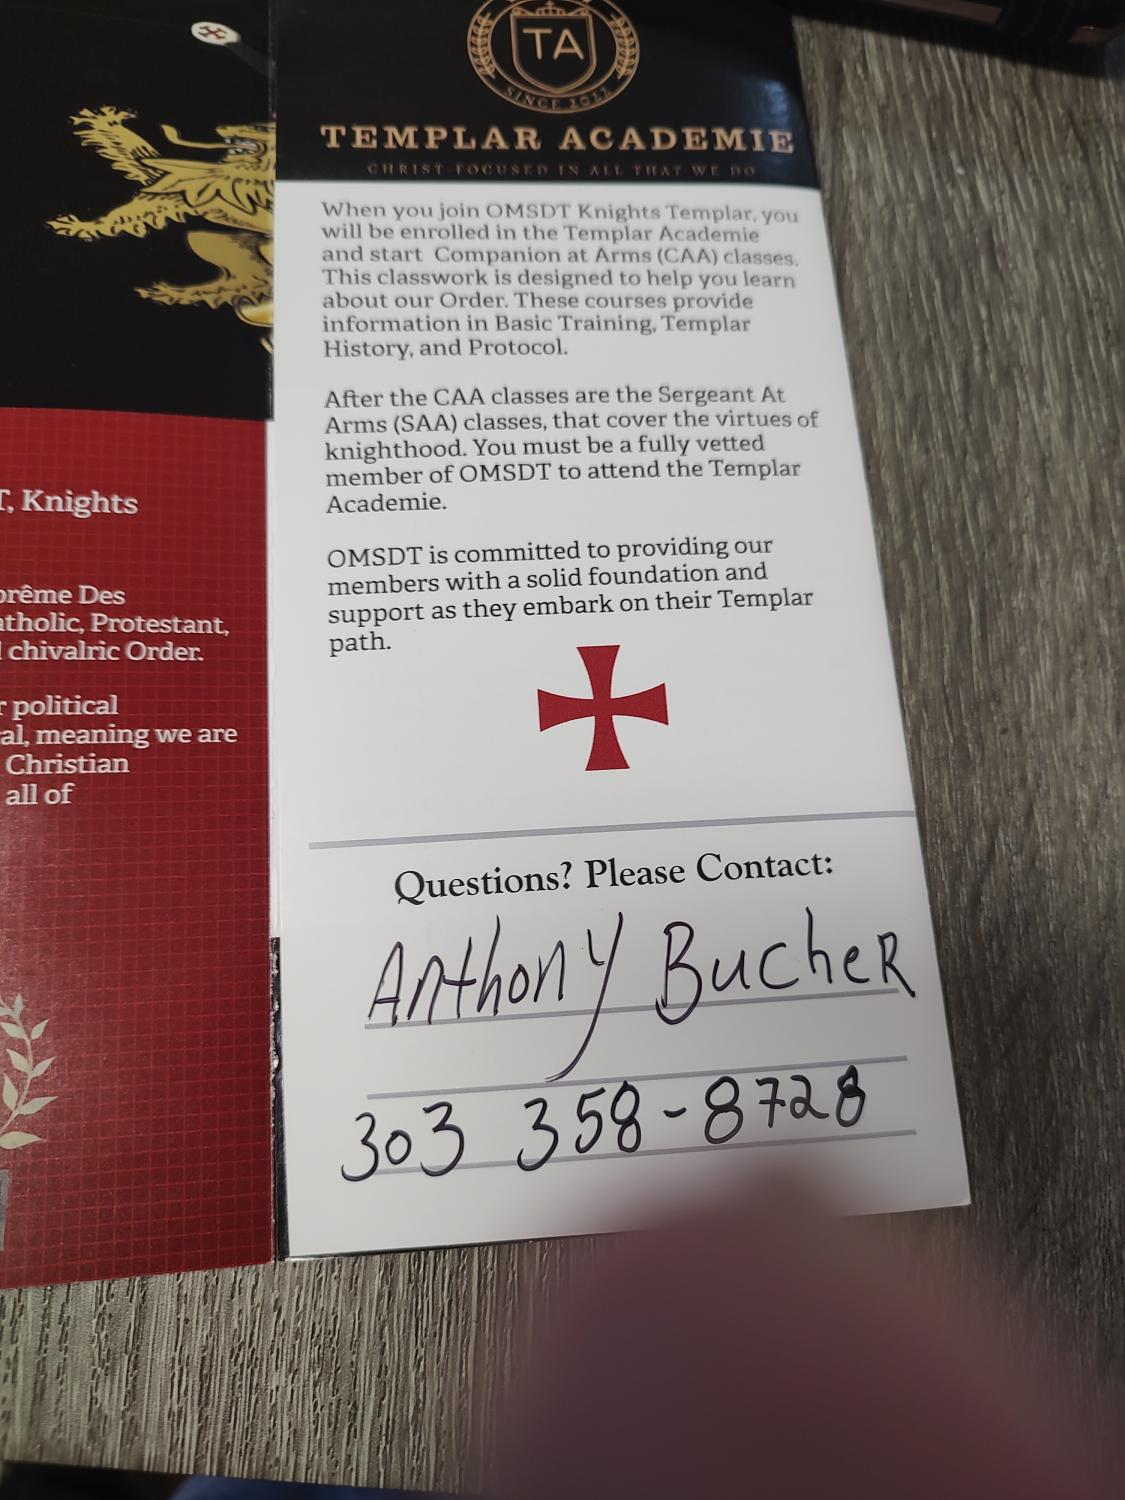 TA
SINCE 2022
TEMPLAR ACADEMIE
CHRIST-FOCUSED IN ALL THAT WE DO
When you join OMSDT Knights Templar, you
will be enrolled in the Templar Academie
and start Companion at Arms (CAA) classes.
This classwork is designed to help you learn
about our Order. These courses provide
information in Basic Training, Templar
History, and Protocol.
After the CAA classes are the Sergeant At
Arms (SAA) classes, that cover the virtues of
knighthood. You must be a fully vetted
member of OMSDT to attend the Templar
Academie.
OMSDT is committed to providing our
members with a solid foundation and
support as they embark on their Templar
path.
Questions? Please Contact:
Anthony Bucher
303 358-8728
Knights
Des
Protestant,
chivalric Order.
political
meaning we are
Christian
all of